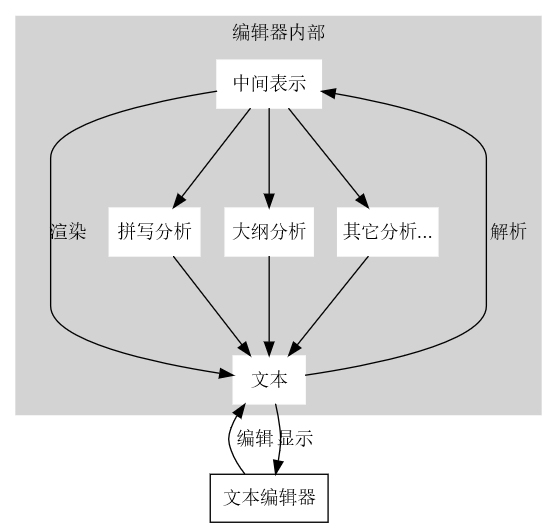 编辑器内部
中间表示
渲染
拼写分析
大纲分析
其它分析...
解析
文本
编辑
显示
文本编辑器